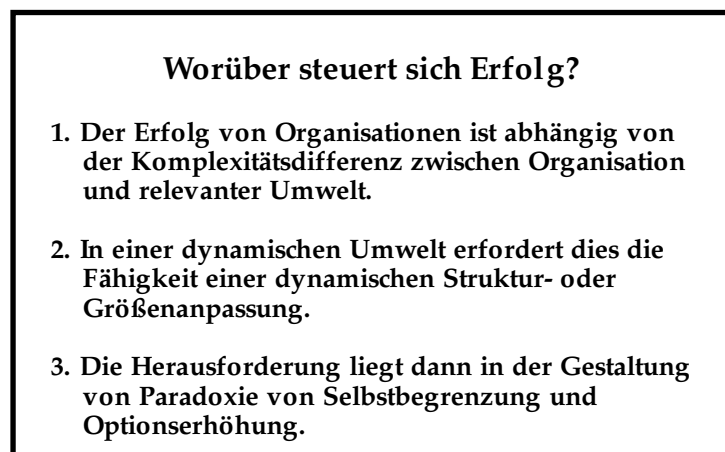 Worüber steuert sich Erfolg?
1. Der Erfolg von Organisationen ist abhängig von
der Komplexitätsdifferenz zwischen Organisation
und relevanter Umwelt.
2. In einer dynamischen Umwelt erfordert dies die
Fähigkeit einer dynamischen Struktur- oder
Größenanpassung.
3. Die Herausforderung liegt dann in der Gestaltung
von Paradoxie von Selbstbegrenzung und
Optionserhöhung.